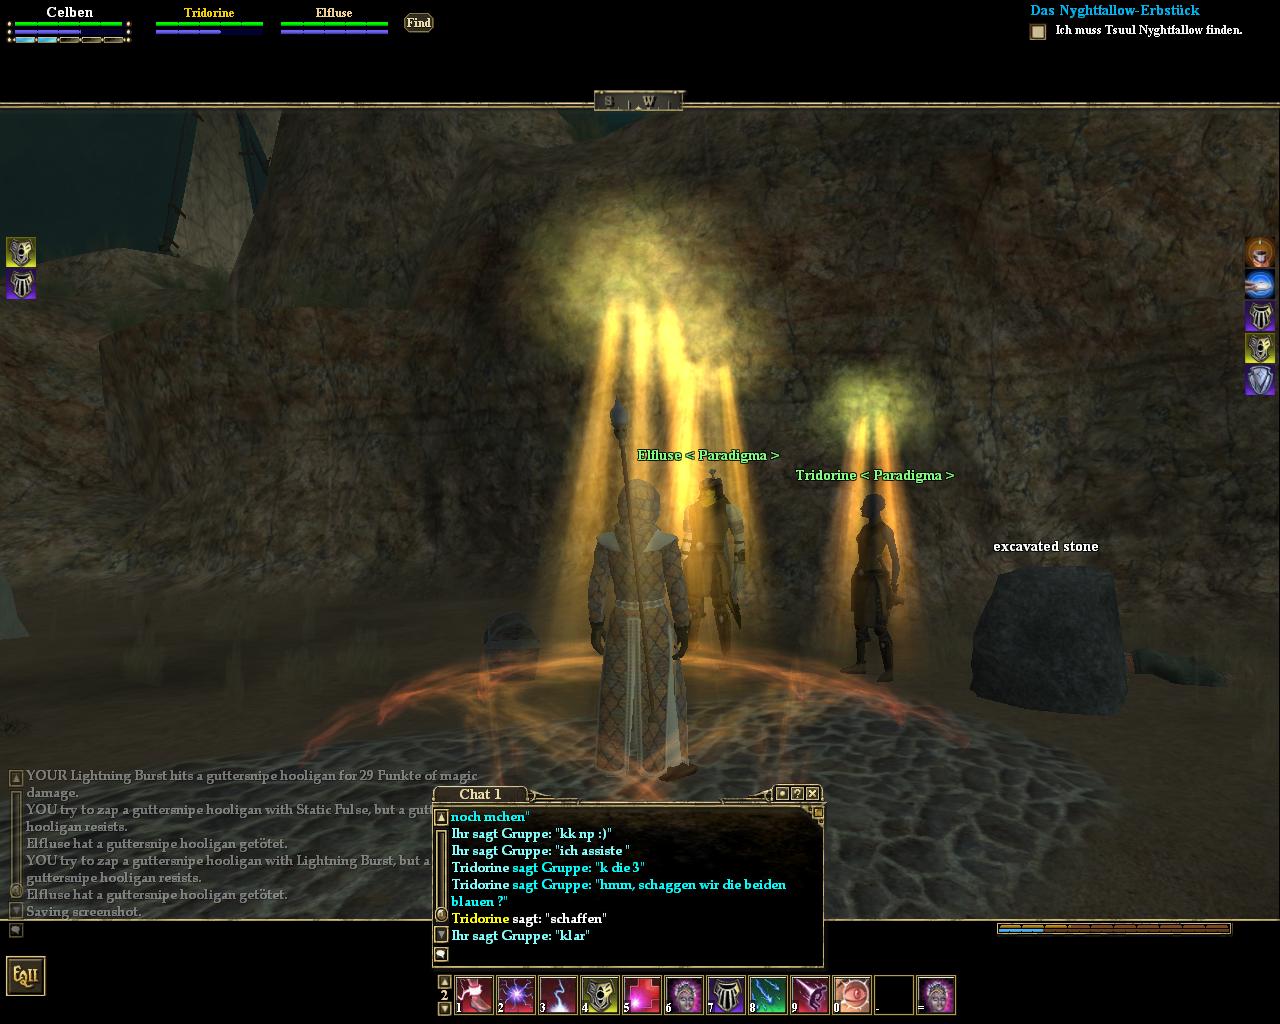 Celben
Tridorine
Elfluse
Find
Das Nyghtfallow-Erbstück
Ich muss Tsuul Nyghtfallow finden.
S W
Elfluse < Paradigma >
Tridorine < Paradigma >
excavated stone
YOUR Lightning Burst hits a guttersnipe hooligan for 29 Punkte of magic
damage.
YOU try to zap a guttersnipe hooligan with Static Pulse, but a gutt
hooligan resists.
Elfluse hat a guttersnipe hooligan getötet.
YOU try to zap a guttersnipe hooligan with Lightning Burst, but a
guttersnipe hooligan resists.
Elfluse hat a guttersnipe hooligan getötet.
Saving screenshot.
Chat 1
noch mchen"
Ihr sagt Gruppe: "kk np :)"
Ihr sagt Gruppe: "ich assiste "
Tridorine sagt Gruppe: "k die 3"
Tridorine sagt Gruppe: "hmm, schaggen wir die beiden
blauen ?"
Tridorine sagt: "schaffen"
Ihr sagt Gruppe: "klar"
EQII
2
1 2 3 4 5 6 7 8 9 0 - =